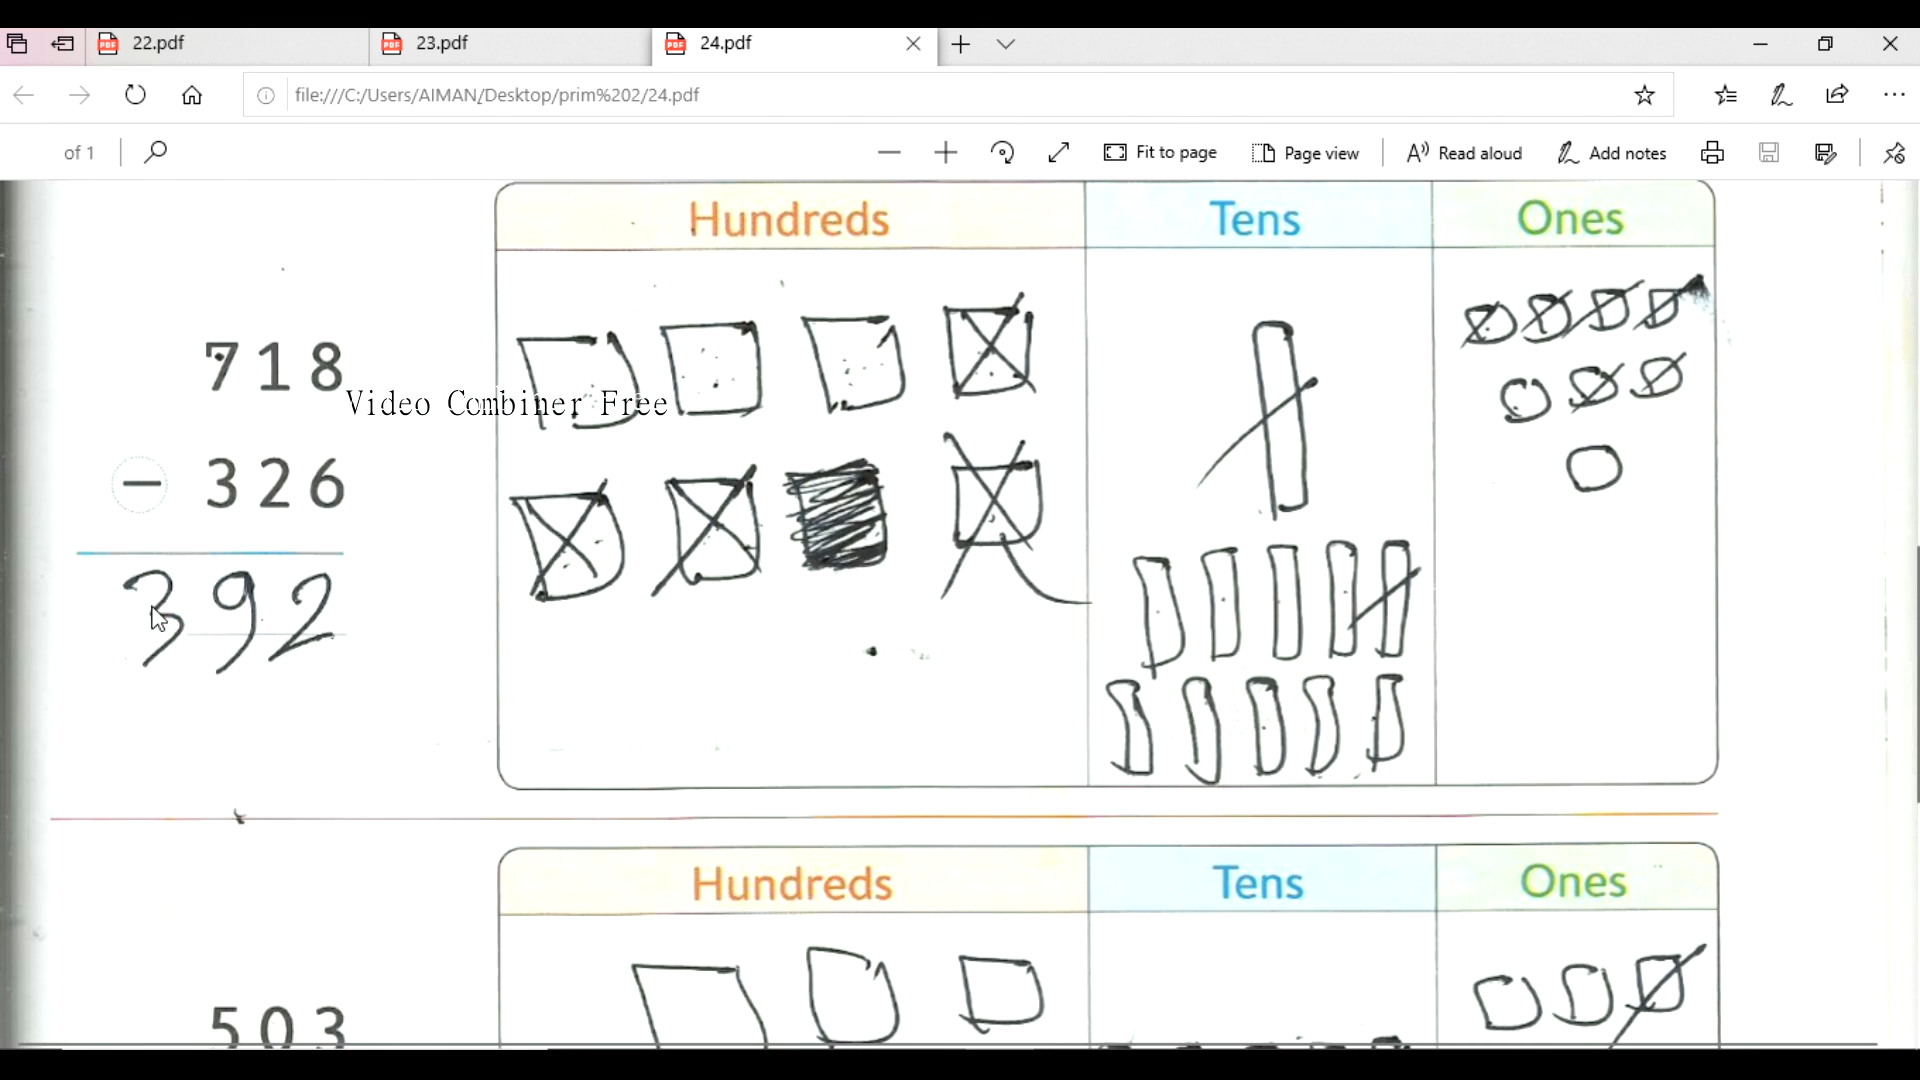 22.pdf
23.pdf
24.pdf
file:///C:/Users/AIMAN/Desktop/prim%202/24.pdf
of 1
Fit to page
Page view
Read aloud
Add notes
Hundreds Tens Ones
718
Video Combiner Free
- 326
392
Hundreds Tens Ones
503